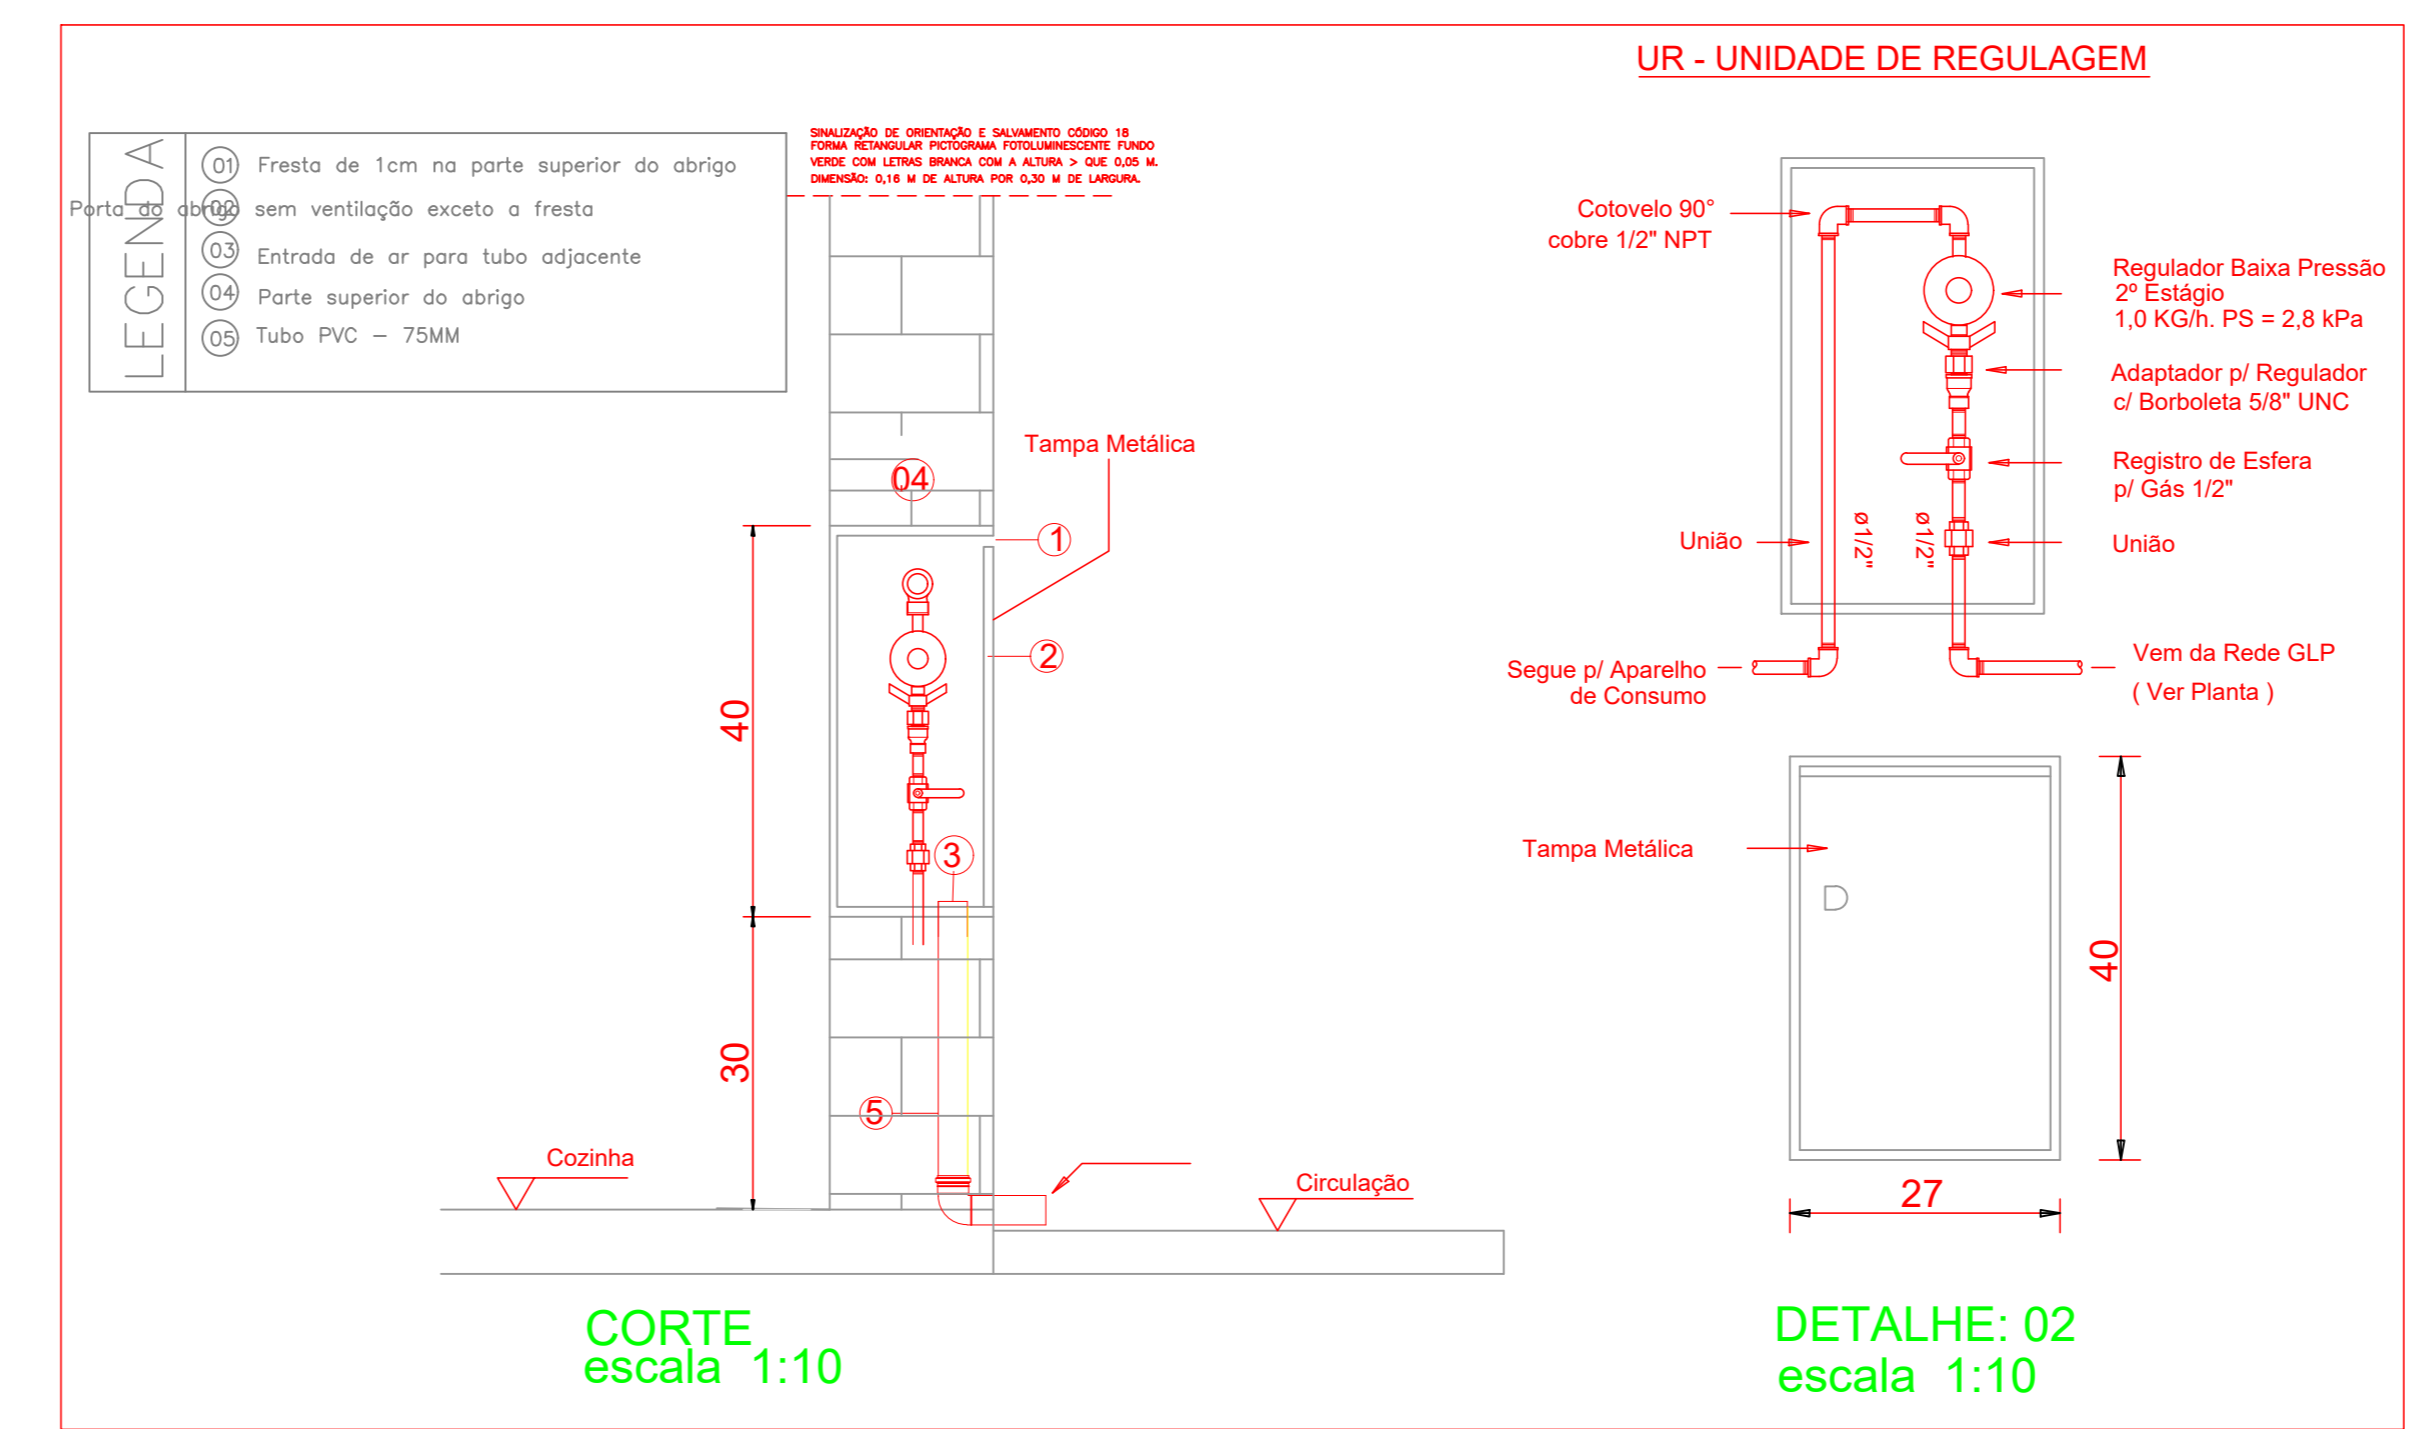 UR - UNIDADE DE REGULAGEM
LEGENDA
01 Fresta de 1cm na parte superior do abrigo
02 Porta do abrigo sem ventilação exceto a fresta
03 Entrada de ar para tubo adjacente
04 Parte superior do abrigo
05 Tubo PVC – 75MM
SINALIZAÇÃO DE ORIENTAÇÃO E SALVAMENTO CÓDIGO 18
FORMA RETANGULAR PICTOGRAMA FOTOLUMINESCENTE FUNDO
VERDE COM LETRAS BRANCA COM A ALTURA > QUE 0,05 M.
DIMENSÃO: 0,16 M DE ALTURA POR 0,30 M DE LARGURA.
Tampa Metálica
04
1
2
40
3
30
5
Cozinha
Circulação
CORTE
escala 1:10
Cotovelo 90°
cobre 1/2" NPT
Regulador Baixa Pressão
2º Estágio
1,0 KG/h. PS = 2,8 kPa
Adaptador p/ Regulador
c/ Borboleta 5/8" UNC
Registro de Esfera
p/ Gás 1/2"
ø1/2"
ø1/2"
União
União
Segue p/ Aparelho
de Consumo
Vem da Rede GLP
( Ver Planta )
Tampa Metálica
40
27
DETALHE: 02
escala 1:10